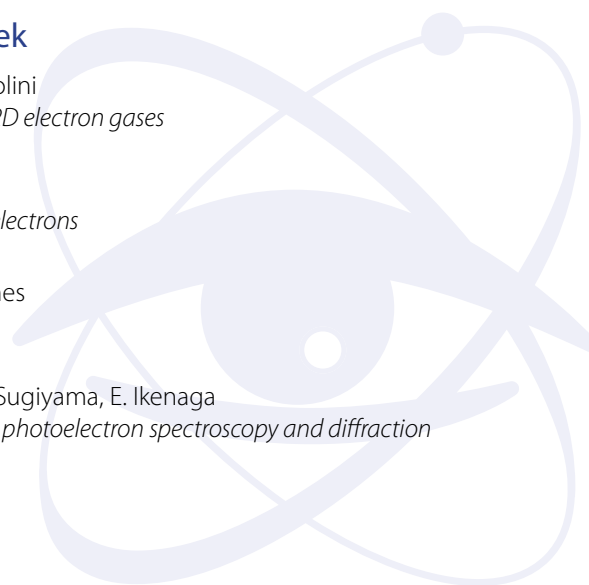 ek
olini
2D electron gases
lectrons
nes
Sugiyama, E. Ikenaga
photoelectron spectroscopy and diffraction